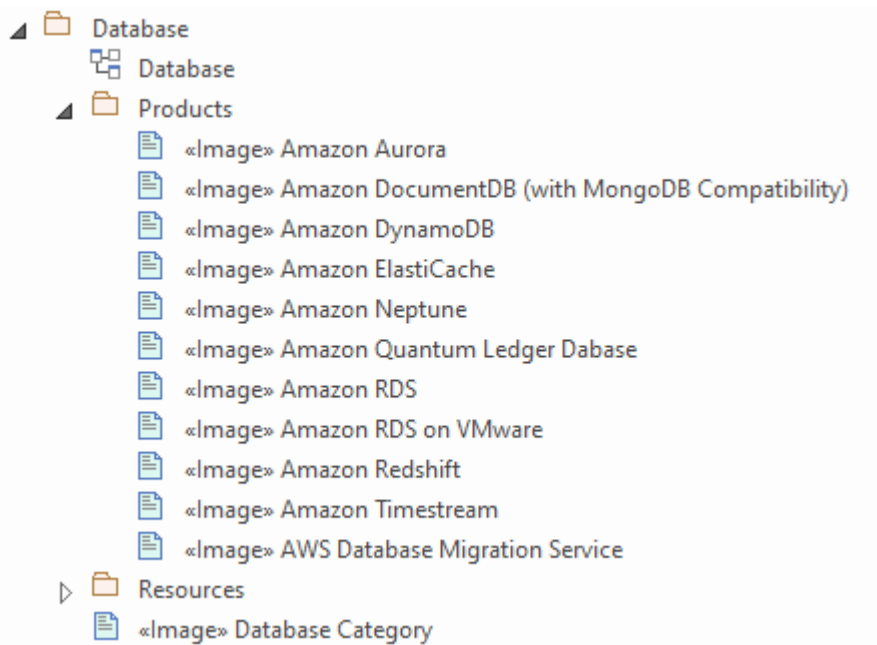 Database
Database
Products
«Image» Amazon Aurora
«Image» Amazon DocumentDB (with MongoDB Compatibility)
«Image» Amazon DynamoDB
«Image» Amazon ElastiCache
«Image» Amazon Neptune
«Image» Amazon Quantum Ledger Dabase
«Image» Amazon RDS
«Image» Amazon RDS on VMware
«Image» Amazon Redshift
«Image» Amazon Timestream
«Image» AWS Database Migration Service
Resources
«Image» Database Category